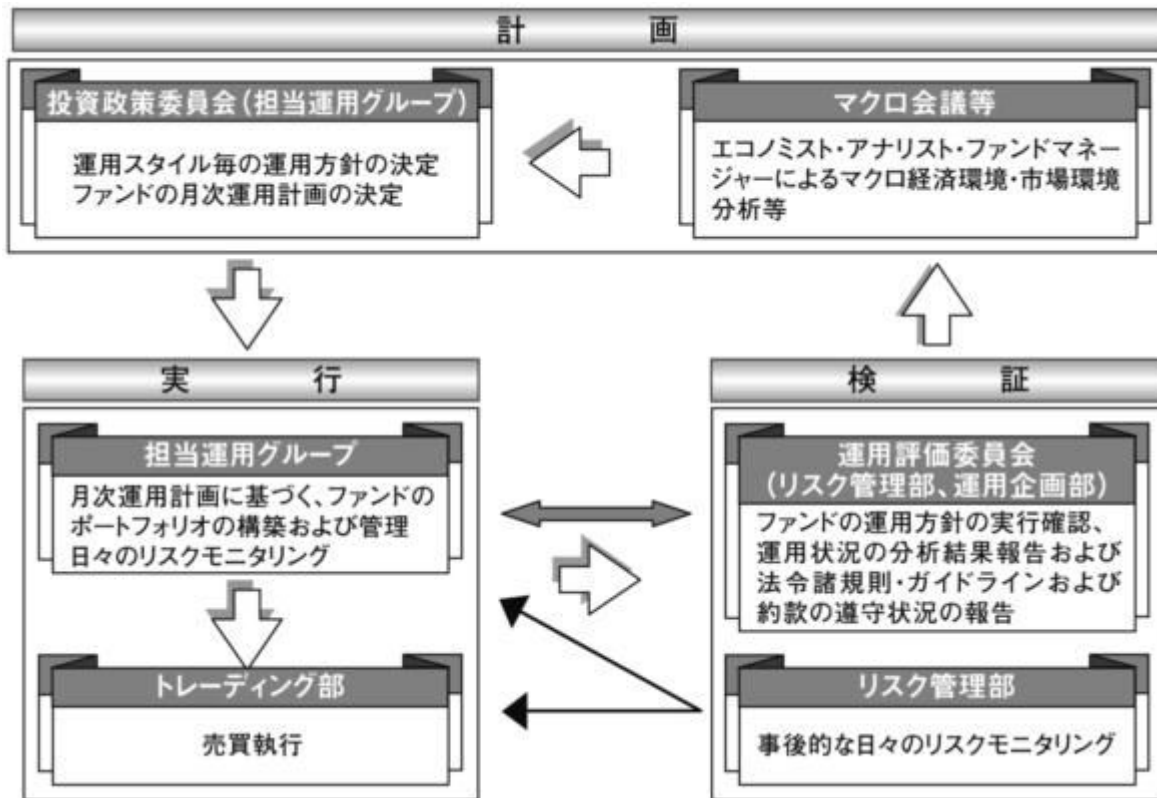 計画
投資政策委員会(担当運用グループ)
運用スタイル毎の運用方針の決定
ファンドの月次運用計画の決定
マクロ会議等
エコノミスト・アナリスト・ファンドマネー
ジャーによるマクロ経済環境・市場環境
分析等
実行
担当運用グループ
月次運用計画に基づく、ファンドの
ポートフォリオの構築および管理
日々のリスクモニタリング
トレーディング部
売買執行
検証
運用評価委員会
(リスク管理部、運用企画部)
ファンドの運用方針の実行確認、
運用状況の分析結果報告および
法令諸規則・ガイドラインおよび
約款の遵守状況の報告
リスク管理部
事後的な日々のリスクモニタリング